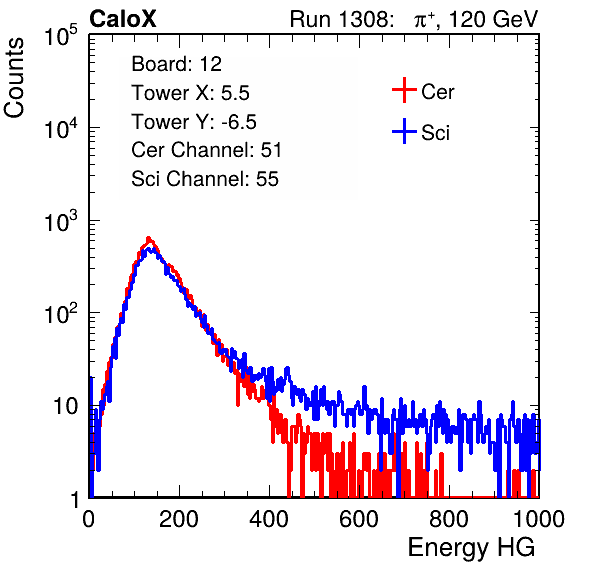 CaloX Run 1308: π⁺, 120 GeV
Counts
10⁵
10⁴
10³
10²
10
1
Board: 12
Tower X: 5.5
Tower Y: -6.5
Cer Channel: 51
Sci Channel: 55
Cer
Sci
0 200 400 600 800 1000
Energy HG